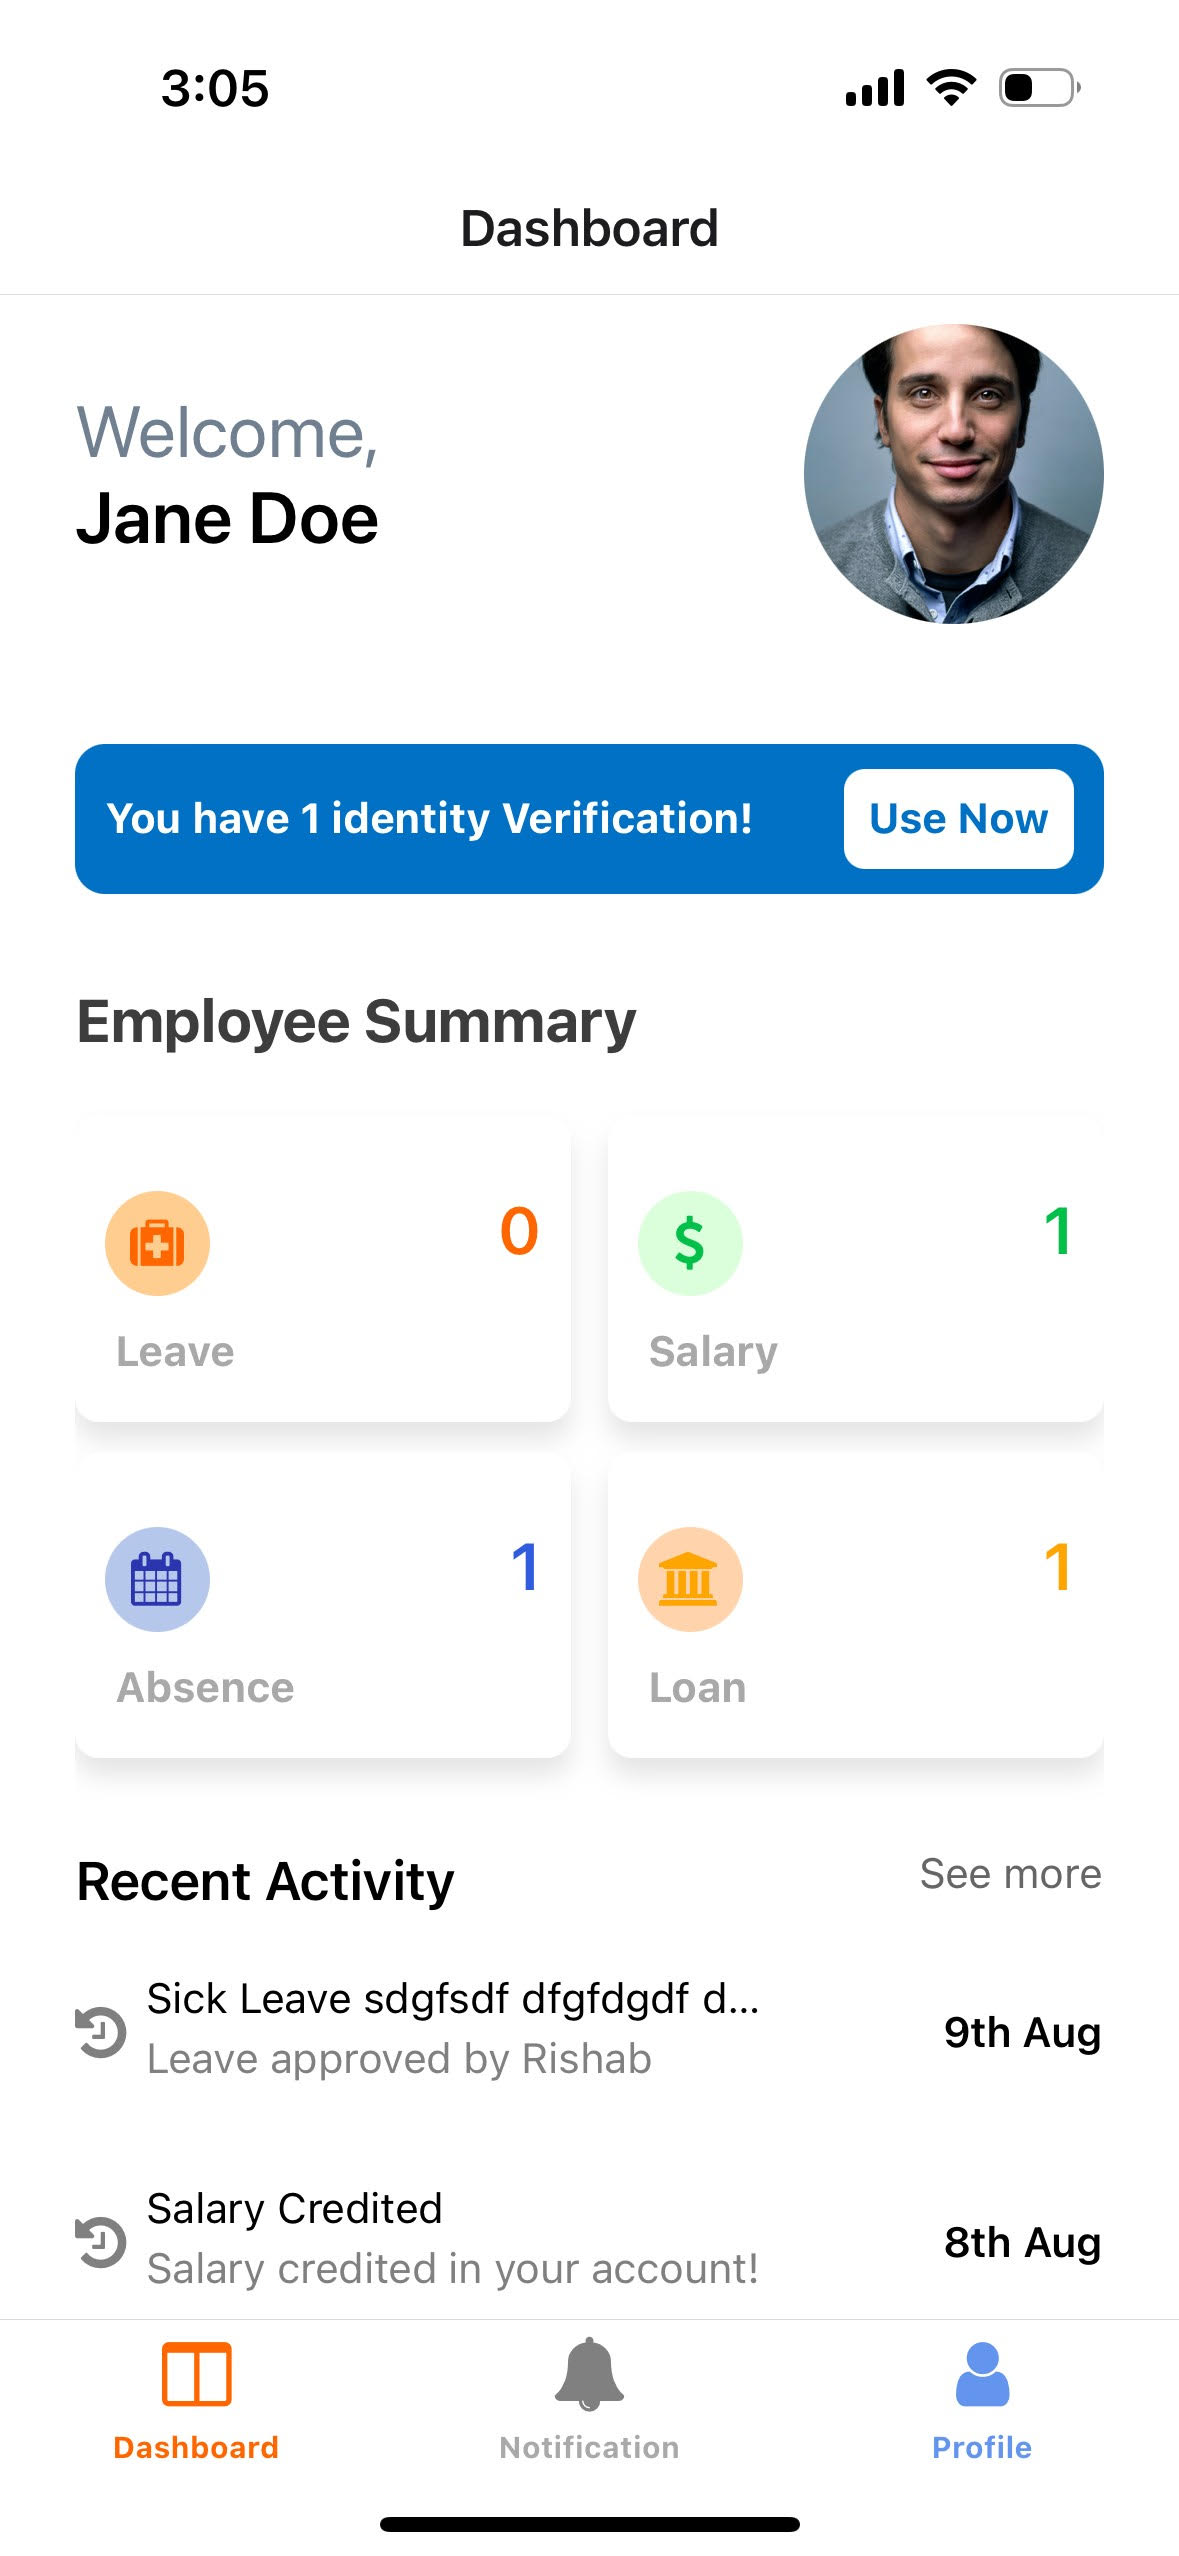 3:05
Dashboard
Welcome,
Jane Doe
You have 1 identity Verification!
Use Now
Employee Summary
0
Leave
1
Salary
1
Absence
1
Loan
Recent Activity
See more
Sick Leave sdgfsdf dfgfdgdf d...
Leave approved by Rishab
9th Aug
Salary Credited
Salary credited in your account!
8th Aug
Dashboard
Notification
Profile